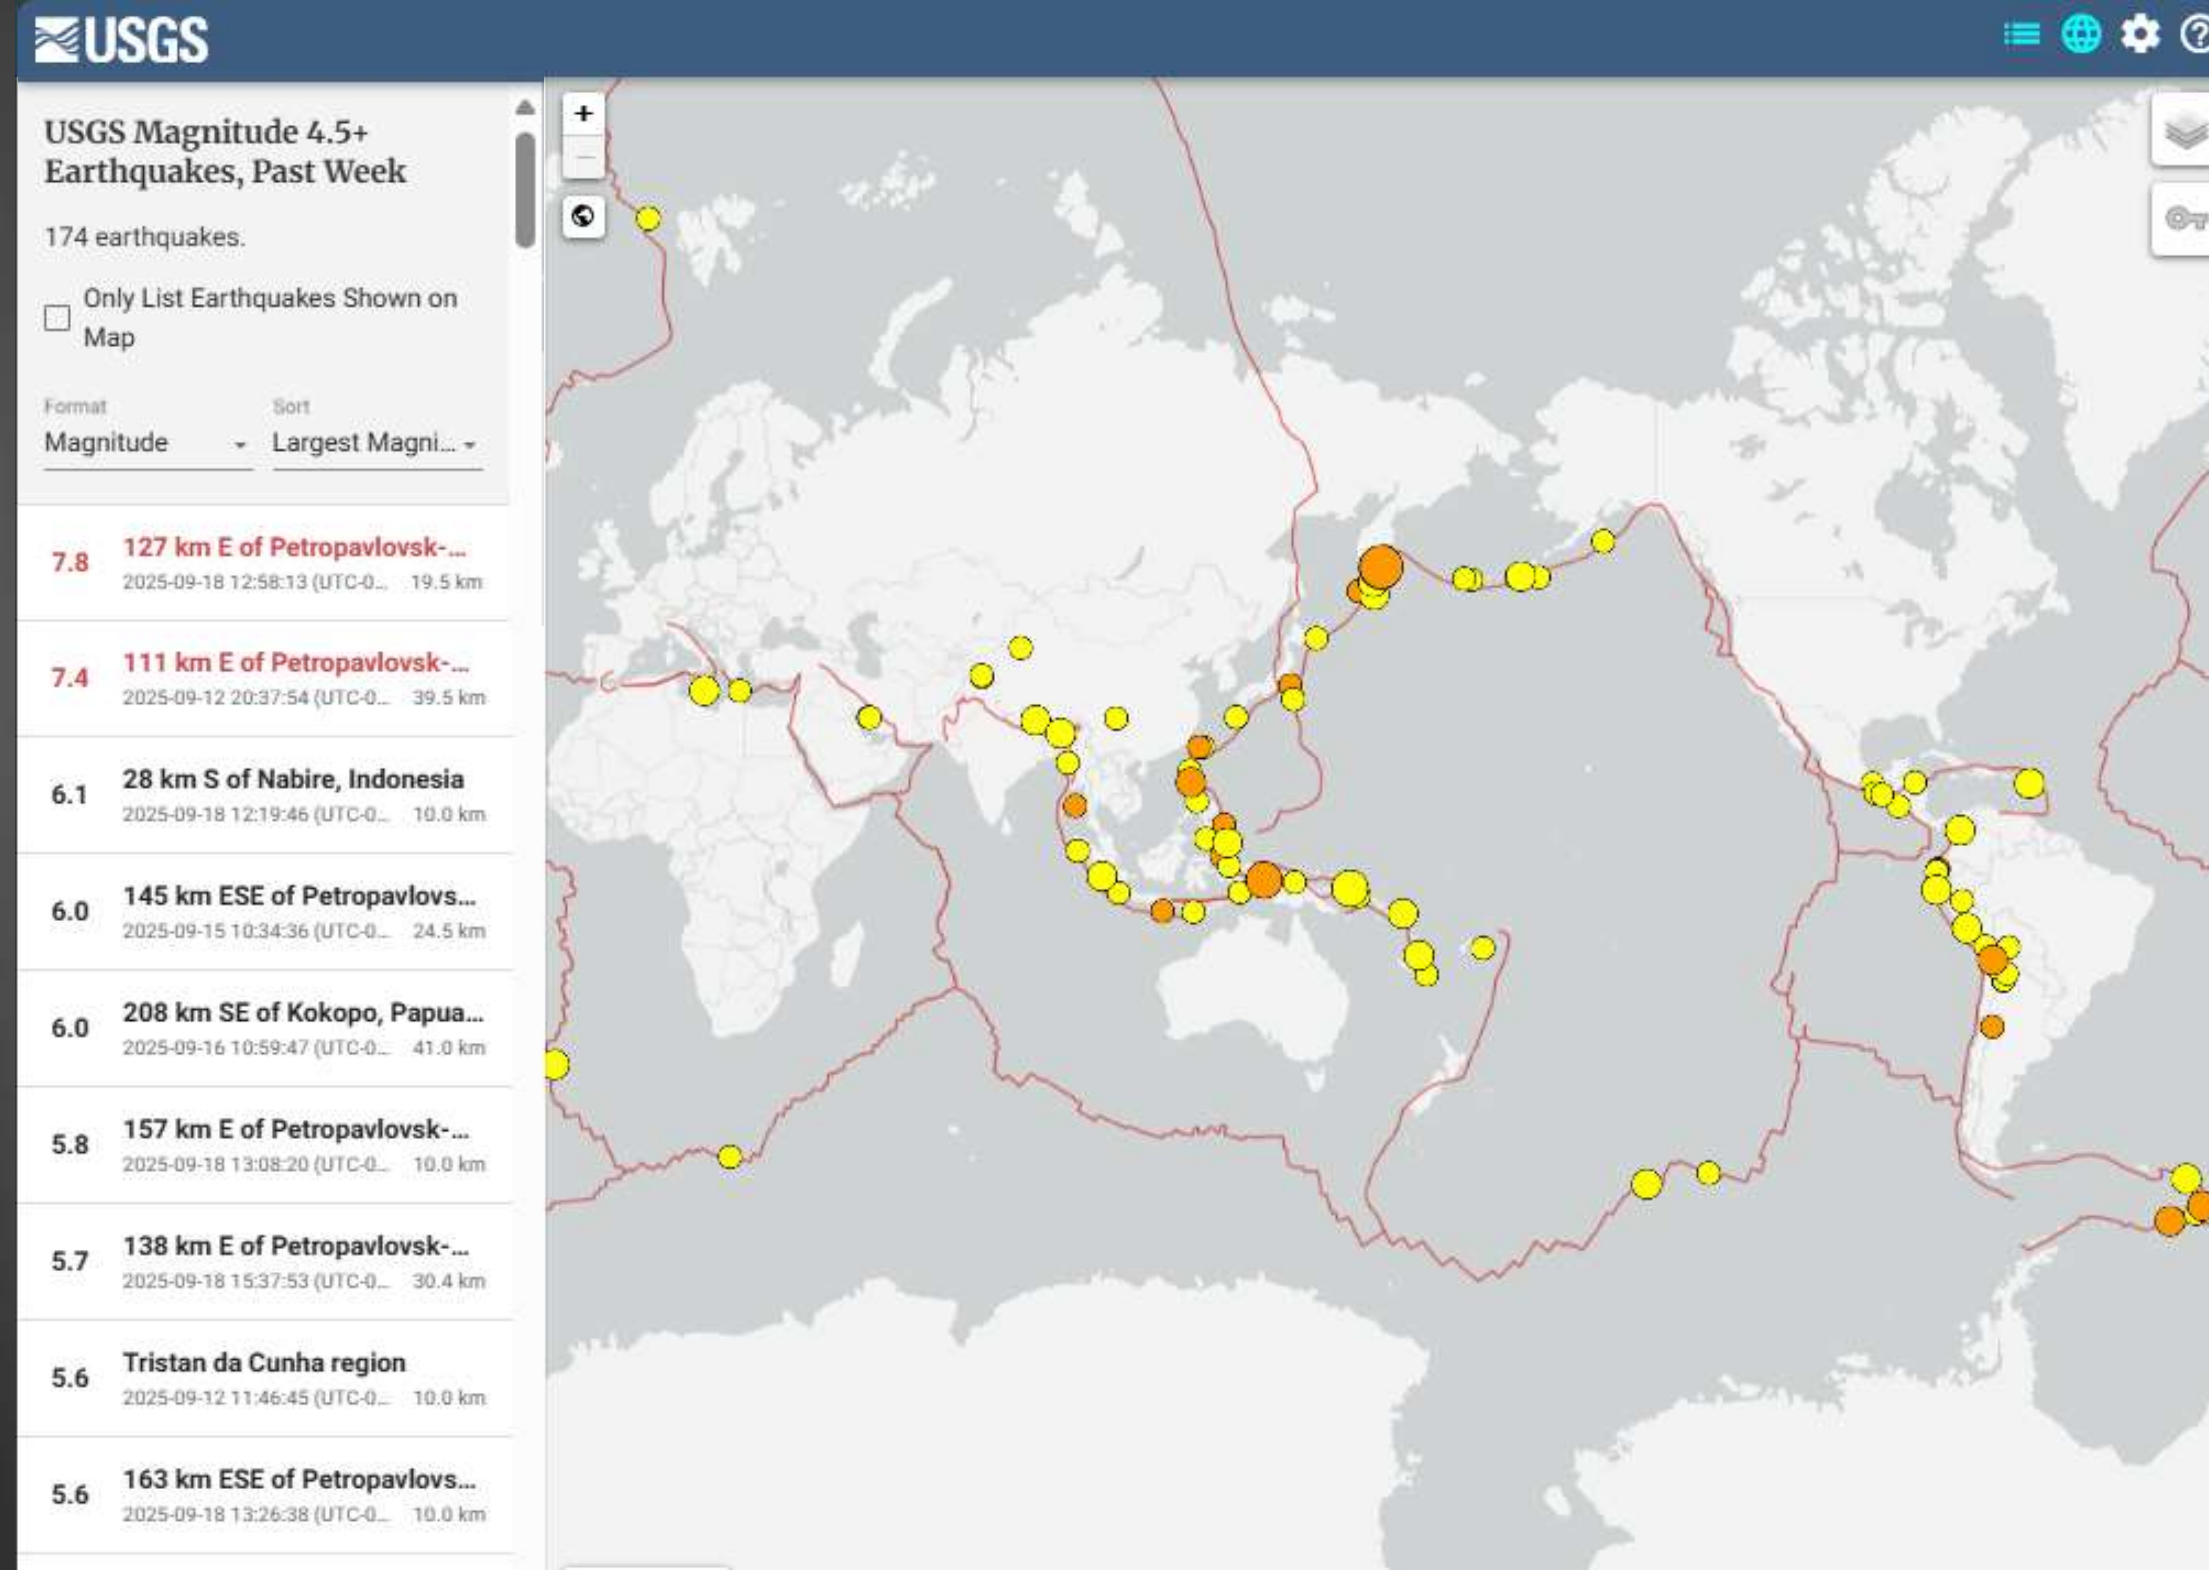 USGS
USGS Magnitude 4.5+
Earthquakes, Past Week
174 earthquakes.
Only List Earthquakes Shown on
Map
Format Sort
Magnitude Largest Magni...
7.8 127 km E of Petropavlovsk-...
2025-09-18 12:58:13 (UTC-0... 19.5 km
7.4 111 km E of Petropavlovsk-...
2025-09-12 20:37:54 (UTC-0... 39.5 km
6.1 28 km S of Nabire, Indonesia
2025-09-18 12:19:46 (UTC-0... 10.0 km
6.0 145 km ESE of Petropavlovs...
2025-09-15 10:34:36 (UTC-0... 24.5 km
6.0 208 km SE of Kokopo, Papua...
2025-09-16 10:59:47 (UTC-0... 41.0 km
5.8 157 km E of Petropavlovsk-...
2025-09-18 13:08:20 (UTC-0... 10.0 km
5.7 138 km E of Petropavlovsk-...
2025-09-18 15:37:53 (UTC-0... 30.4 km
5.6 Tristan da Cunha region
2025-09-12 11:46:45 (UTC-0... 10.0 km
5.6 163 km ESE of Petropavlovs...
2025-09-18 13:26:38 (UTC-0... 10.0 km